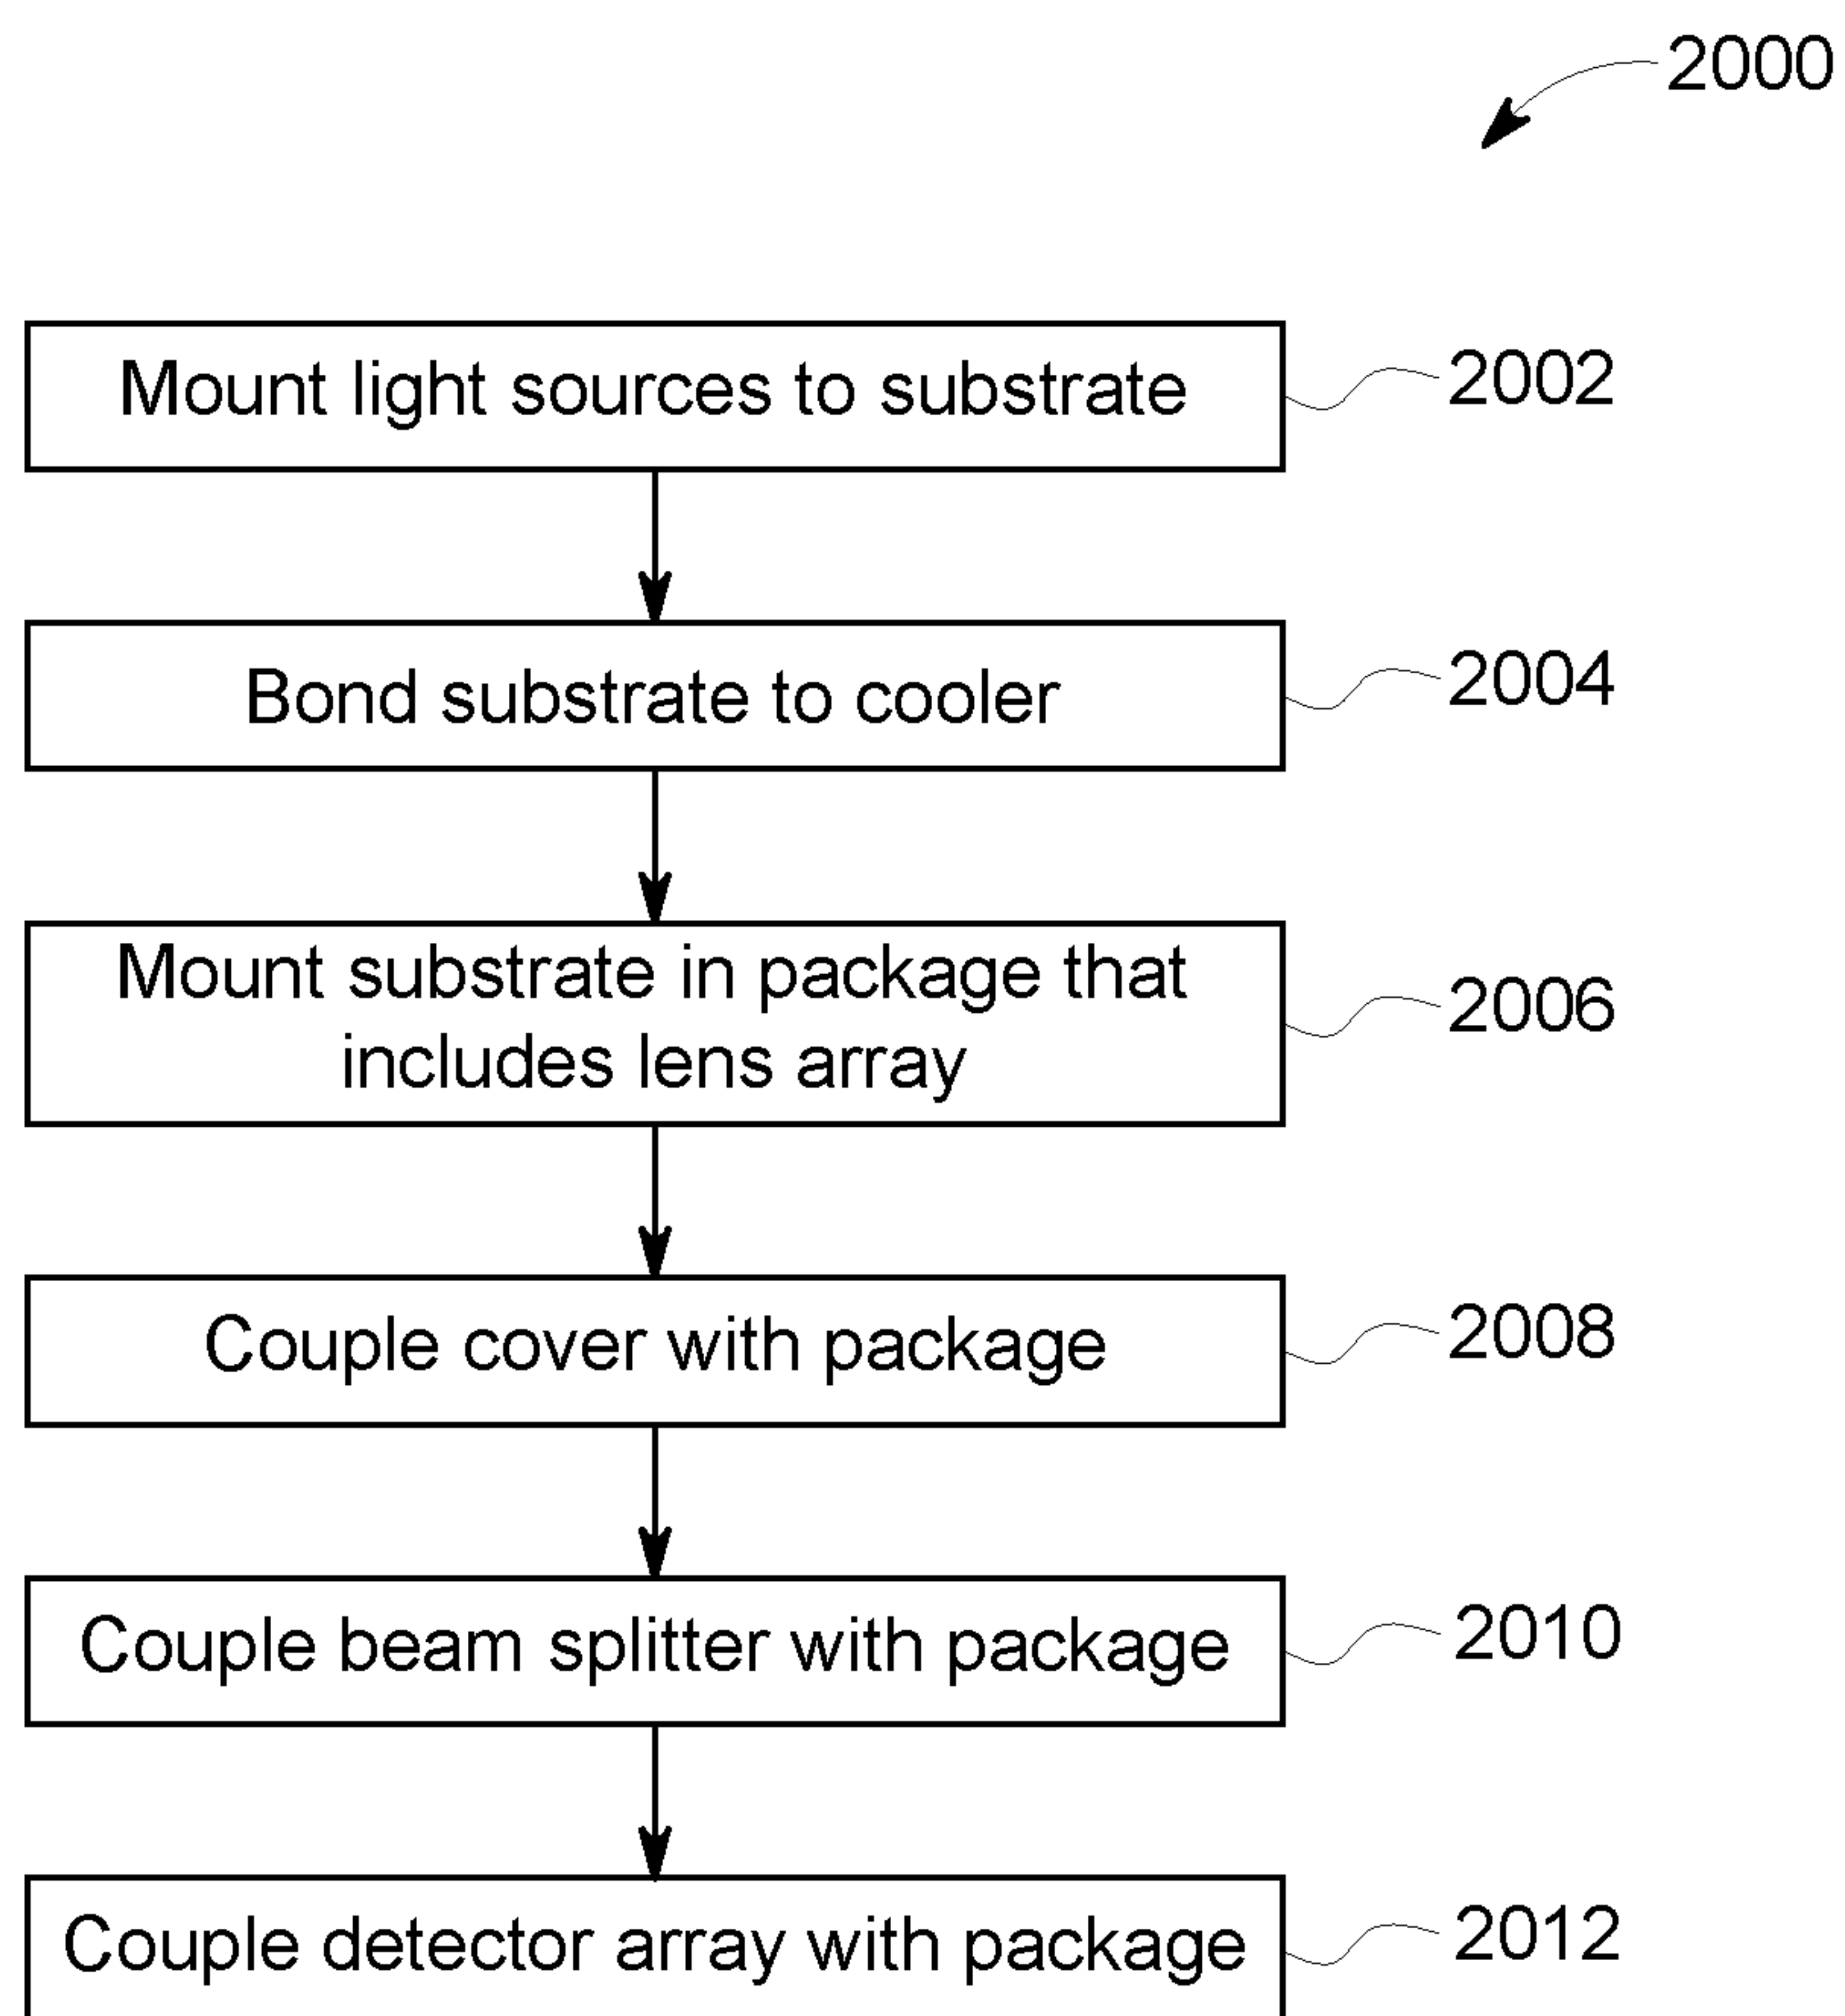 2000
Mount light sources to substrate
2002
Bond substrate to cooler
2004
Mount substrate in package that
includes lens array
2006
Couple cover with package
2008
Couple beam splitter with package
2010
Couple detector array with package
2012